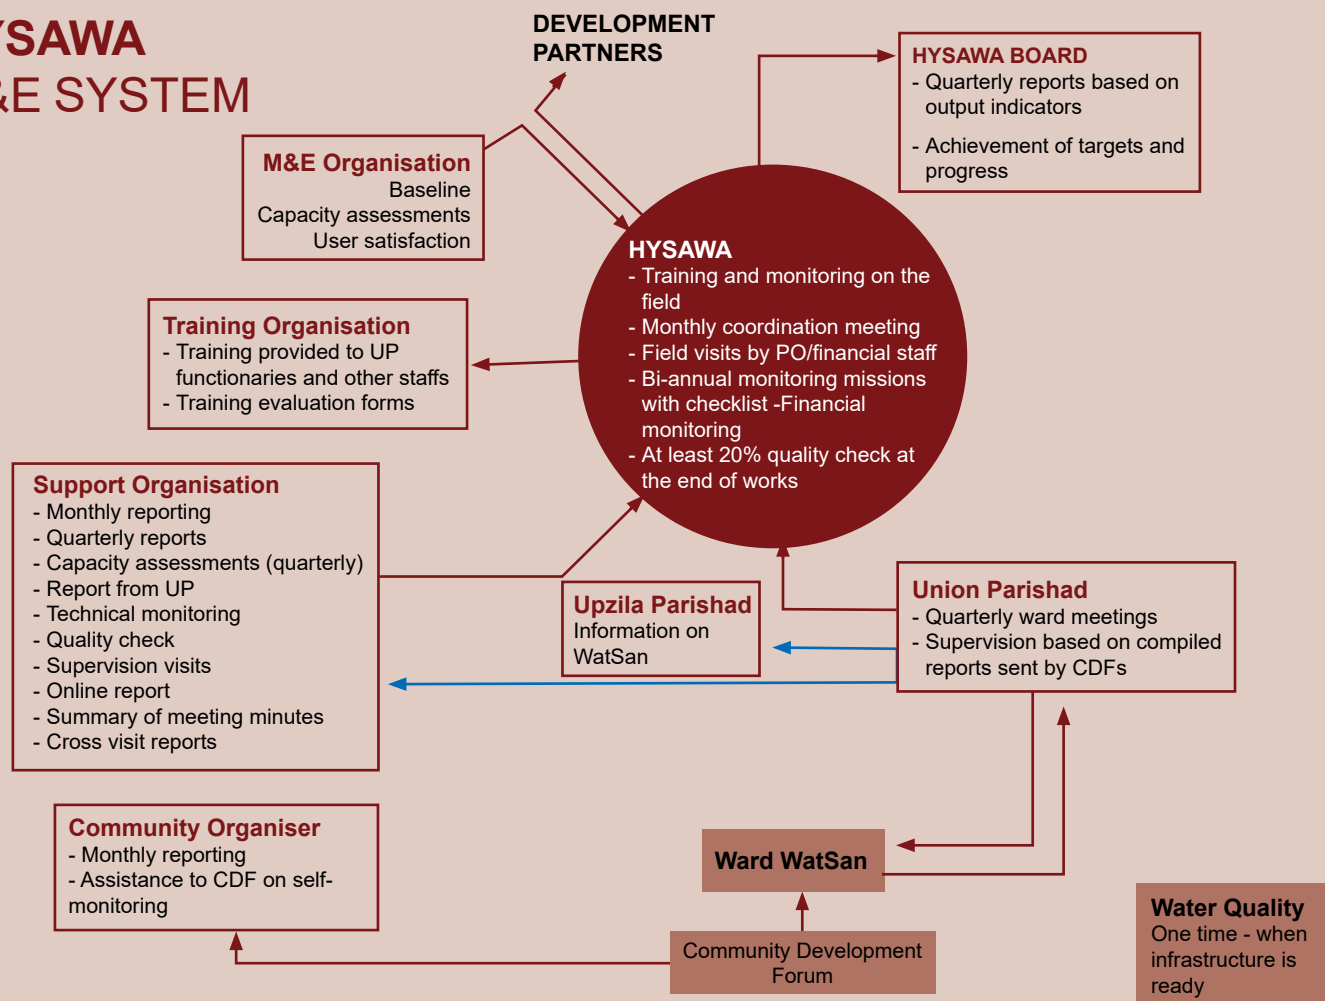 YSAWA
&E SYSTEM
DEVELOPMENT
PARTNERS
HYSAWA BOARD
- Quarterly reports based on
output indicators
- Achievement of targets and
progress
M&E Organisation
Baseline
Capacity assessments
User satisfaction
HYSAWA
- Training and monitoring on the
field
- Monthly coordination meeting
- Field visits by PO/financial staff
- Bi-annual monitoring missions
with checklist -Financial
monitoring
- At least 20% quality check at
the end of works
Training Organisation
- Training provided to UP
functionaries and other staffs
- Training evaluation forms
Support Organisation
- Monthly reporting
- Quarterly reports
- Capacity assessments (quarterly)
- Report from UP
- Technical monitoring
- Quality check
- Supervision visits
- Online report
- Summary of meeting minutes
- Cross visit reports
Upzila Parishad
Information on
WatSan
Union Parishad
- Quarterly ward meetings
- Supervision based on compiled
reports sent by CDFs
Community Organiser
- Monthly reporting
- Assistance to CDF on self-
monitoring
Ward WatSan
Community Development
Forum
Water Quality
One time - when
infrastructure is
ready